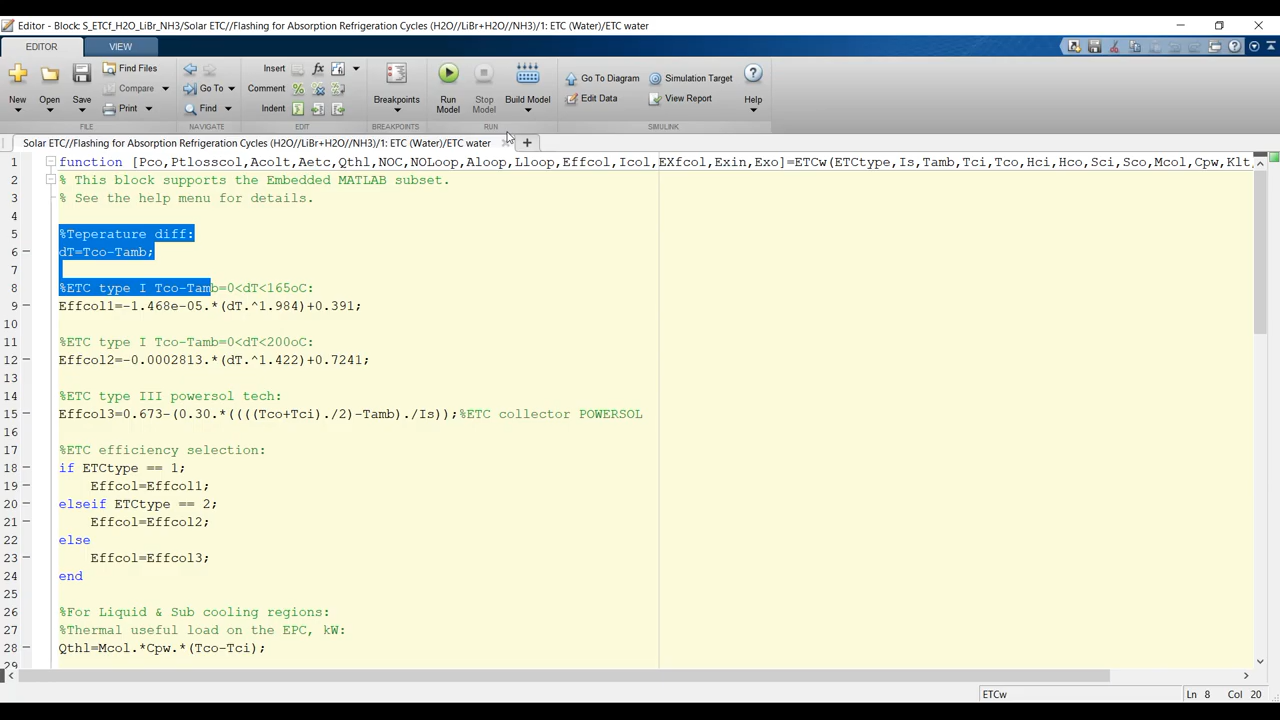 Editor - Block: S_ETCf_H2O_LiBr_NH3/Solar ETC//Flashing for Absorption Refrigeration Cycles (H2O//LiBr+H2O//NH3)/1: ETC (Water)/ETC water
EDITOR VIEW
New Open Save Find Files Compare Print
FILE
Go To Find
NAVIGATE
Insert fx
Comment
Indent
EDIT
Breakpoints
BREAKPOINTS
Run Model Stop Model Build Model
RUN
Go To Diagram Simulation Target
Edit Data View Report
Help
SIMULINK
Solar ETC//Flashing for Absorption Refrigeration Cycles (H2O//LiBr+H2O//NH3)/1: ETC (Water)/ETC water
1 function [Pco,Ptlosscol,Acolt,Aetc,Qthl,NOC,NOLoop,Aloop,Lloop,Effcol,Icol,EXfcol,Exin,Exo]=ETCw(ETCtype,Is,Tamb,Tci,Tco,Hci,Hco,Sci,Sco,Mcol,Cpw,Klt,
2 % This block supports the Embedded MATLAB subset.
3 % See the help menu for details.
4
5 %Teperature diff:
6 dT=Tco-Tamb;
7
8 %ETC type I Tco-Tamb=0<dT<165oC:
9 Effcol1=-1.468e-05.*(dT.^1.984)+0.391;
10
11 %ETC type I Tco-Tamb=0<dT<200oC:
12 Effcol2=-0.0002813.*(dT.^1.422)+0.7241;
13
14 %ETC type III powersol tech:
15 Effcol3=0.673-(0.30.*((((Tco+Tci)./2)-Tamb)./Is));%ETC collector POWERSOL
16
17 %ETC efficiency selection:
18 if ETCtype == 1;
19 Effcol=Effcol1;
20 elseif ETCtype == 2;
21 Effcol=Effcol2;
22 else
23 Effcol=Effcol3;
24 end
25
26 %For Liquid & Sub cooling regions:
27 %Thermal useful load on the EPC, kW:
28 Qthl=Mcol.*Cpw.*(Tco-Tci);
29
ETCw Ln 8 Col 20